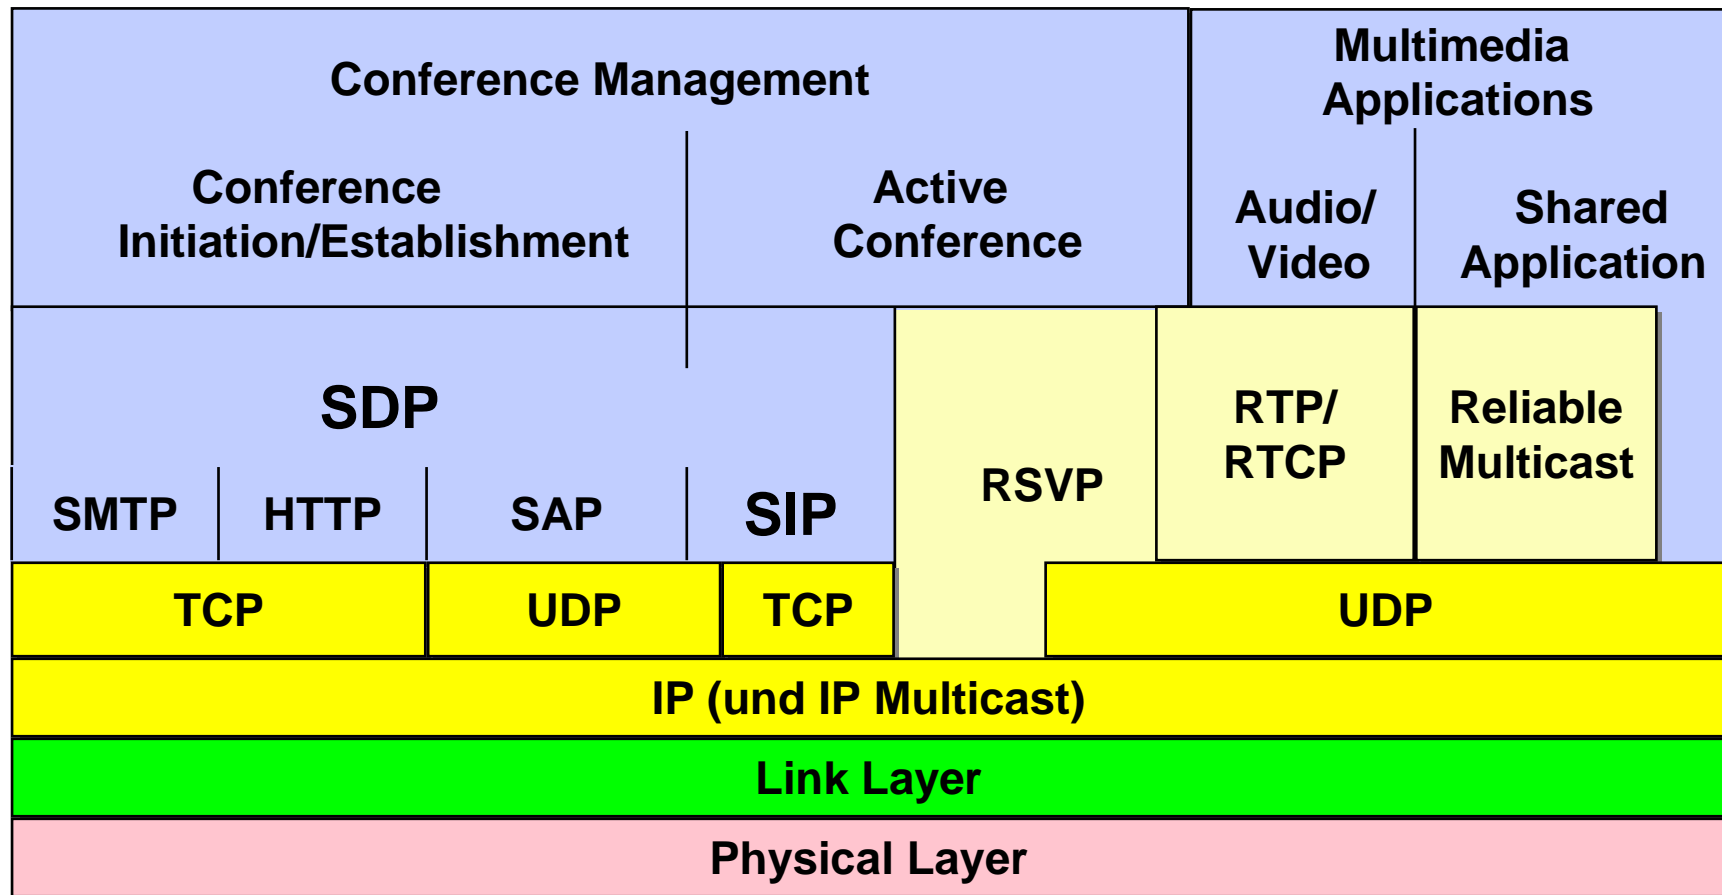 Conference Management
Multimedia
Applications
Conference
Initiation/Establishment
Active
Conference
Audio/
Video
Shared
Application
SDP
RTP/
RTCP
Reliable
Multicast
RSVP
SMTP
HTTP
SAP
SIP
TCP
UDP
TCP
UDP
IP (und IP Multicast)
Link Layer
Physical Layer